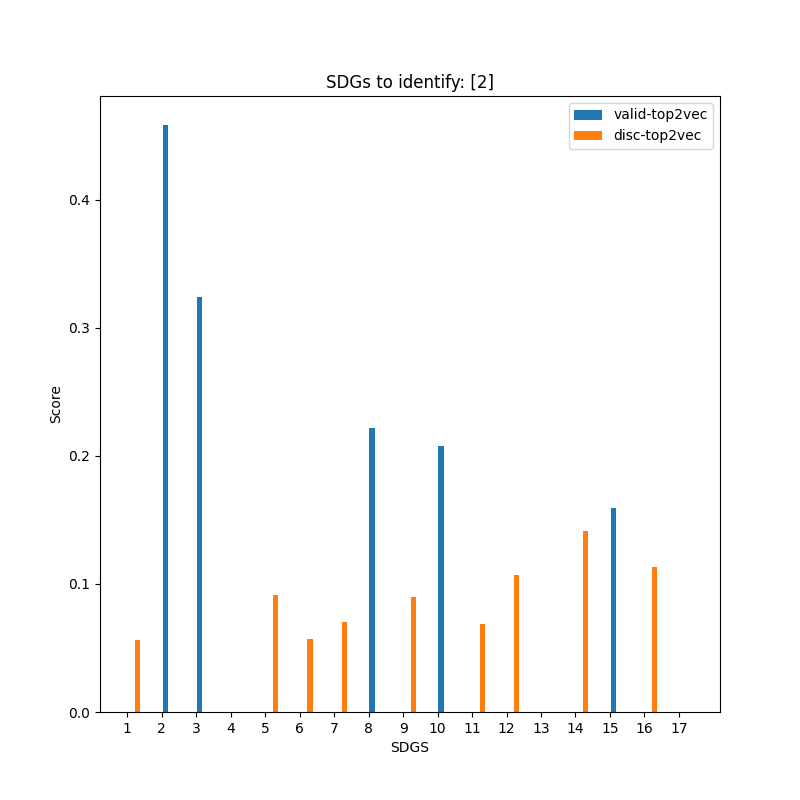 SDGs to identify: [2]
valid-top2vec
disc-top2vec
Score
0.4
0.3
0.2
0.1
0.0
1 2 3 4 5 6 7 8 9 10 11 12 13 14 15 16 17
SDGS